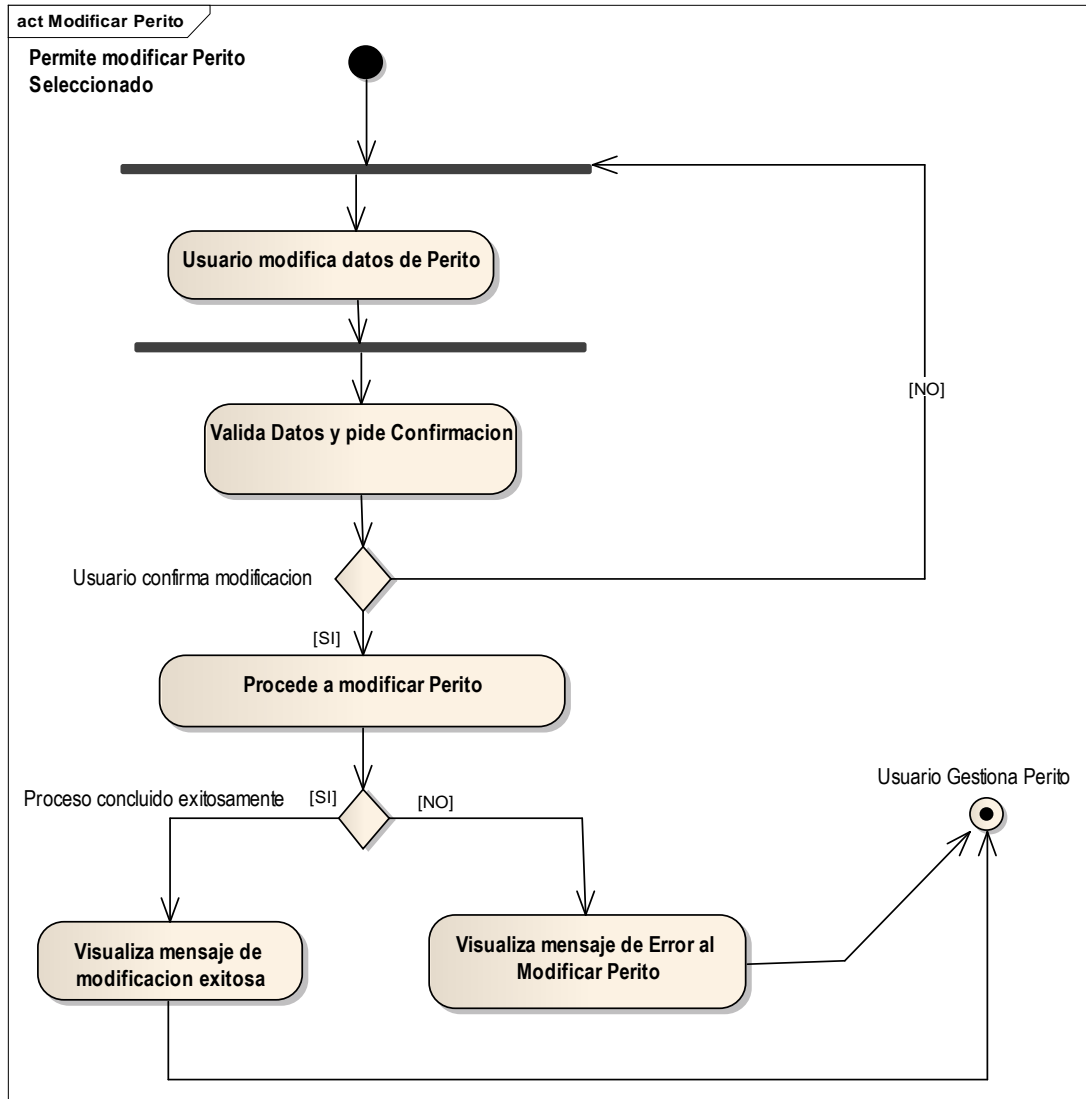 act Modificar Perito
Permite modificar Perito
Seleccionado
Usuario modifica datos de Perito
Valida Datos y pide Confirmacion
[NO]
Usuario confirma modificacion
[SI]
Procede a modificar Perito
Usuario Gestiona Perito
Proceso concluido exitosamente
[SI]
[NO]
Visualiza mensaje de
modificacion exitosa
Visualiza mensaje de Error al
Modificar Perito